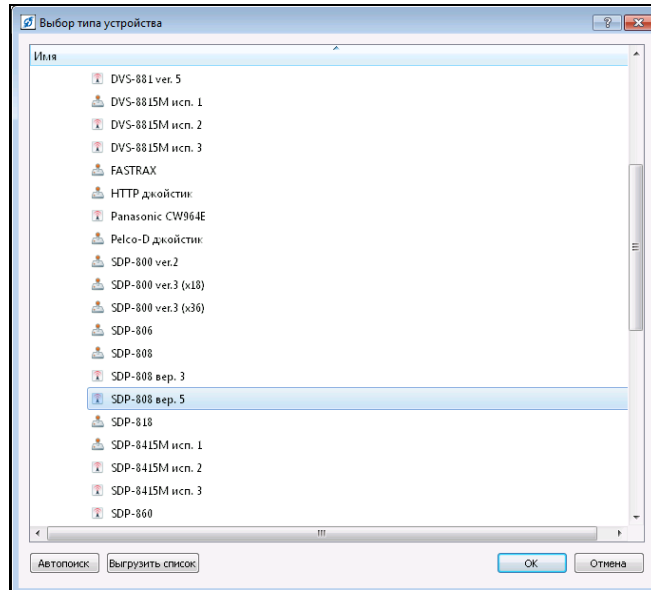 Выбор типа устройства
Имя
DVS-881 ver. 5
DVS-8815M исп. 1
DVS-8815M исп. 2
DVS-8815M исп. 3
FASTRAX
HTTP джойстик
Panasonic CW964E
Pelco-D джойстик
SDP-800 ver.2
SDP-800 ver.3 (x18)
SDP-800 ver.3 (x36)
SDP-806
SDP-808
SDP-808 вер. 3
SDP-808 вер. 5
SDP-818
SDP-8415M исп. 1
SDP-8415M исп. 2
SDP-8415M исп. 3
SDP-860
Автопоиск Выгрузить список ОК Отмена